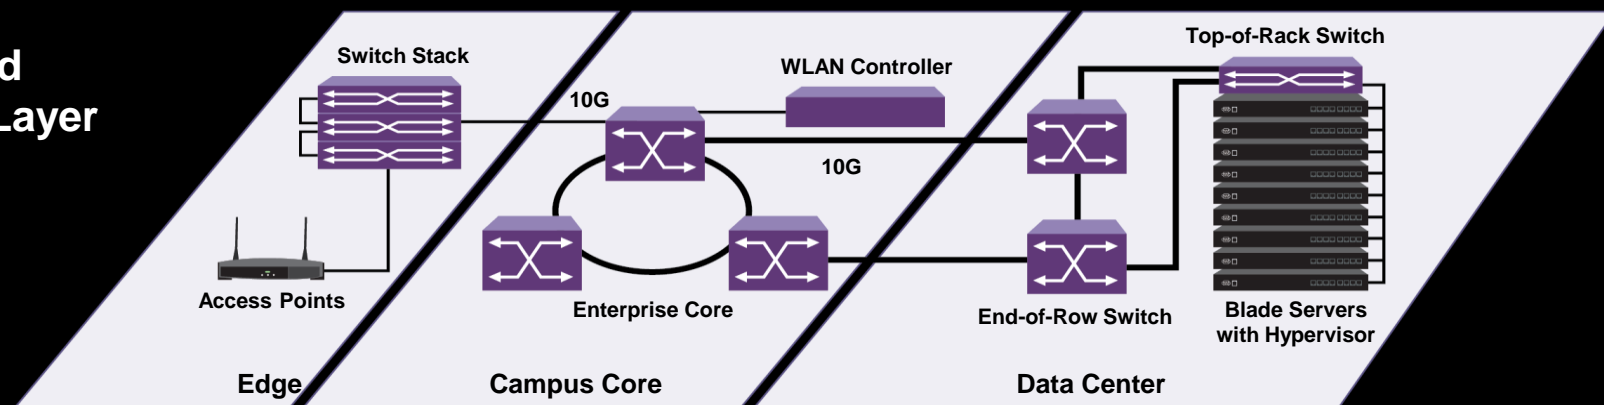 d
Layer
Switch Stack
10G
WLAN Controller
Top-of-Rack Switch
10G
Access Points
Enterprise Core
End-of-Row Switch
Blade Servers
with Hypervisor
Edge
Campus Core
Data Center